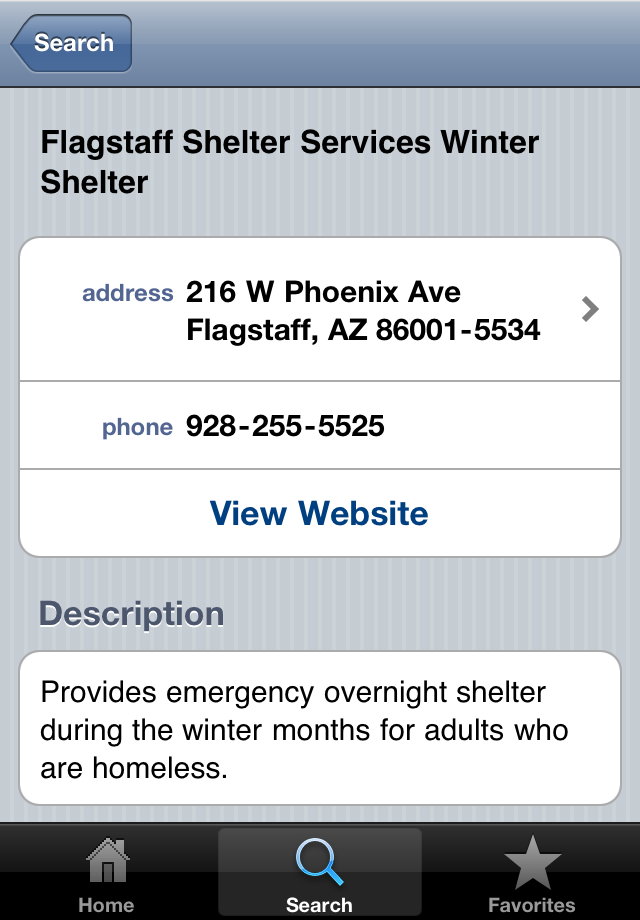 Search
Flagstaff Shelter Services Winter
Shelter
address 216 W Phoenix Ave
Flagstaff, AZ 86001-5534
phone 928-255-5525
View Website
Description
Provides emergency overnight shelter
during the winter months for adults who
are homeless.
Home Search Favorites